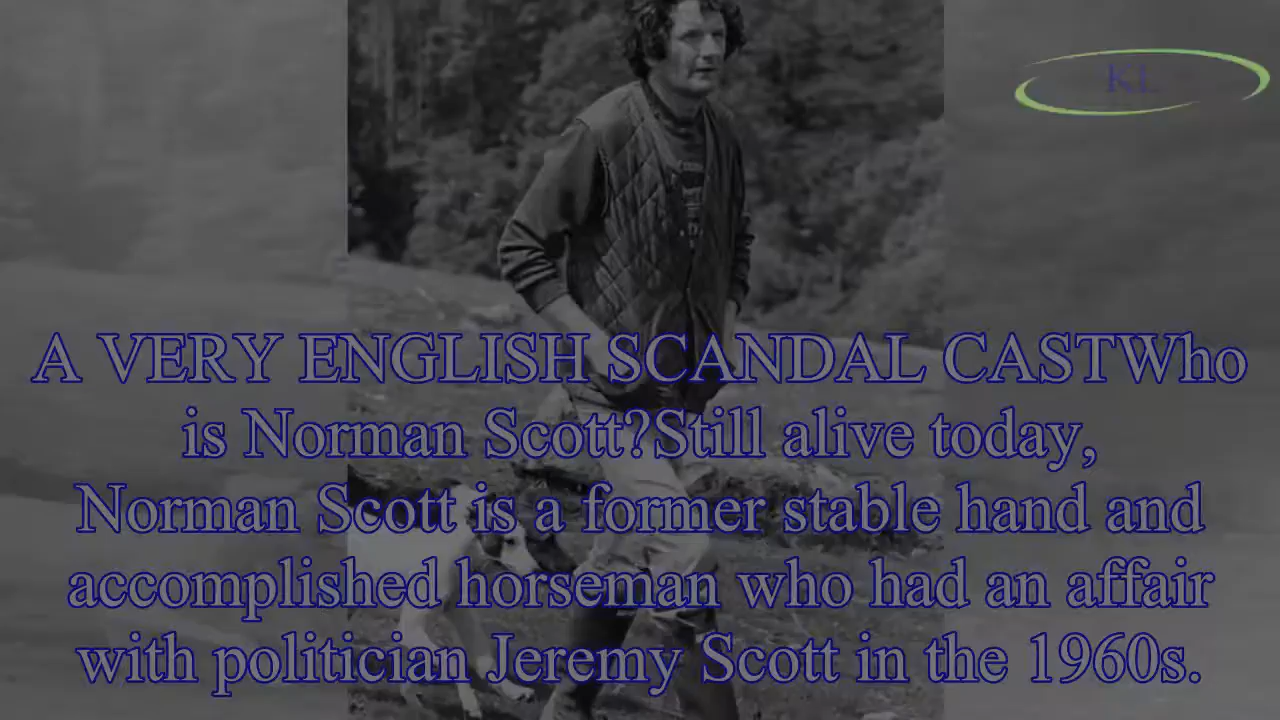 KL
A VERY ENGLISH SCANDAL CASTWho
is Norman Scott?Still alive today,
Norman Scott is a former stable hand and
accomplished horseman who had an affair
with politician Jeremy Scott in the 1960s.